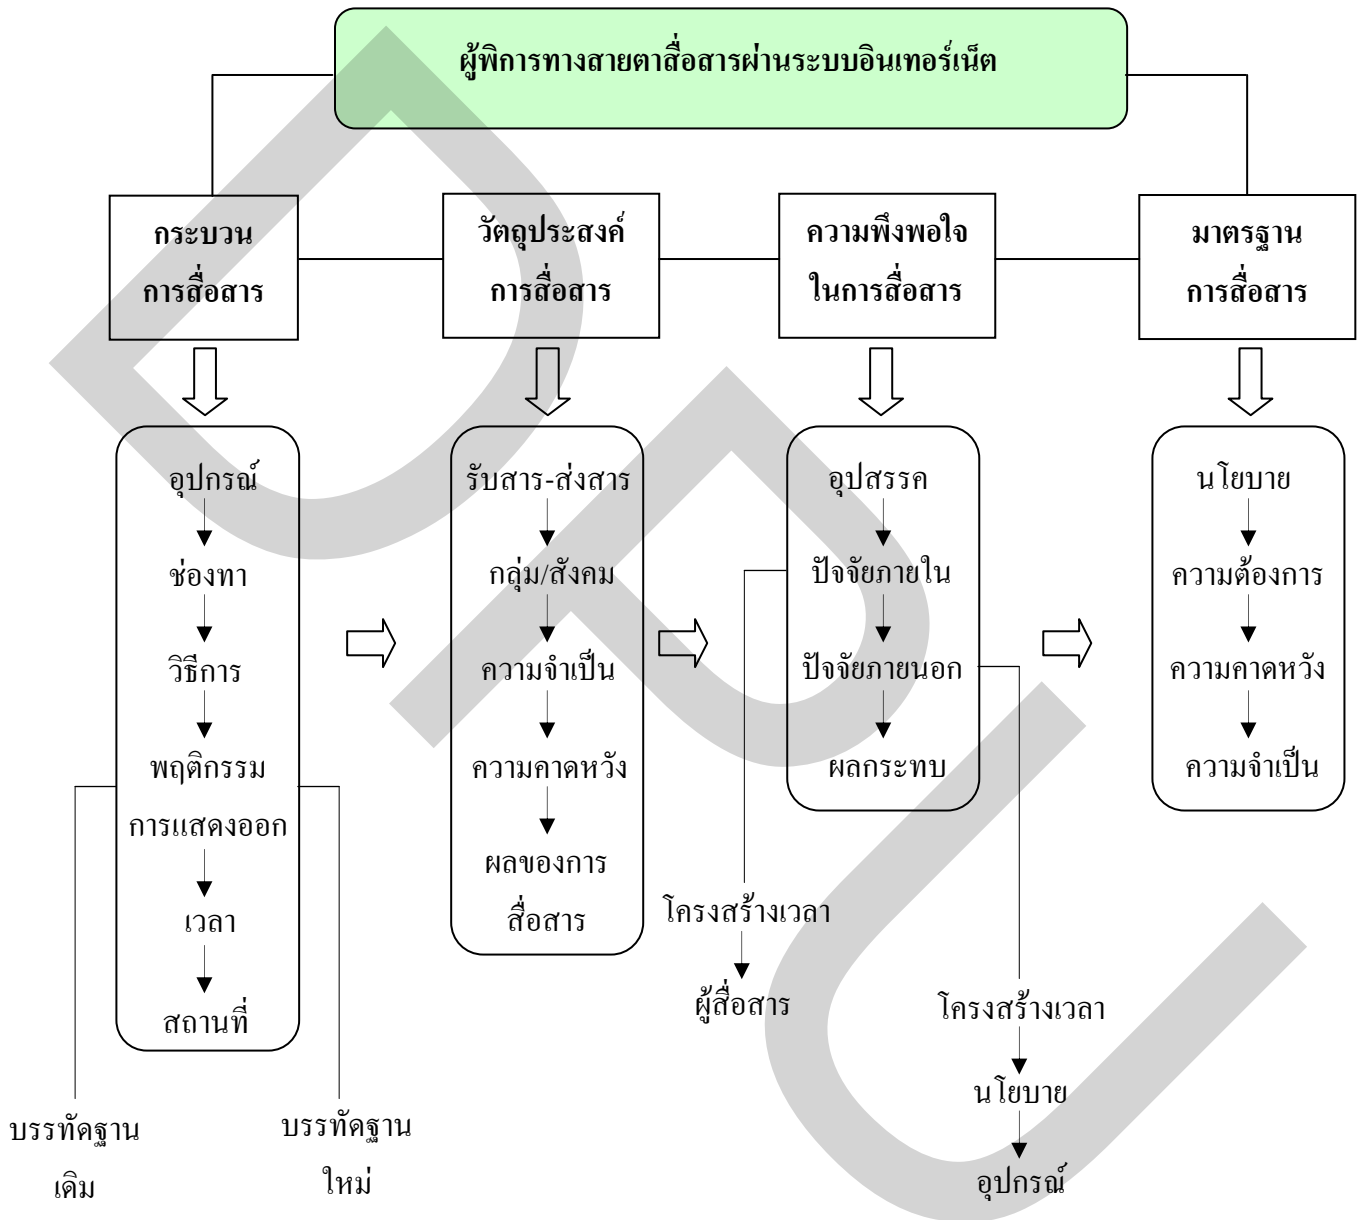 ผู้พิการทางสายตาสื่อสารผ่านระบบอินเทอร์เน็ต
กระบวน
การสื่อสาร
วัตถุประสงค์
การสื่อสาร
ความพึงพอใจ
ในการสื่อสาร
มาตรฐาน
การสื่อสาร
อุปกรณ์
ช่องทา
วิธีการ
พฤติกรรม
การแสดงออก
เวลา
สถานที่
บรรทัดฐาน
เดิม
บรรทัดฐาน
ใหม่
รับสาร-ส่งสาร
กลุ่ม/สังคม
ความจำเป็น
ความคาดหวัง
ผลของการ
สื่อสาร
อุปสรรค
ปัจจัยภายใน
ปัจจัยภายนอก
ผลกระทบ
โครงสร้างเวลา
ผู้สื่อสาร
โครงสร้างเวลา
นโยบาย
อุปกรณ์
นโยบาย
ความต้องการ
ความคาดหวัง
ความจำเป็น
DPU